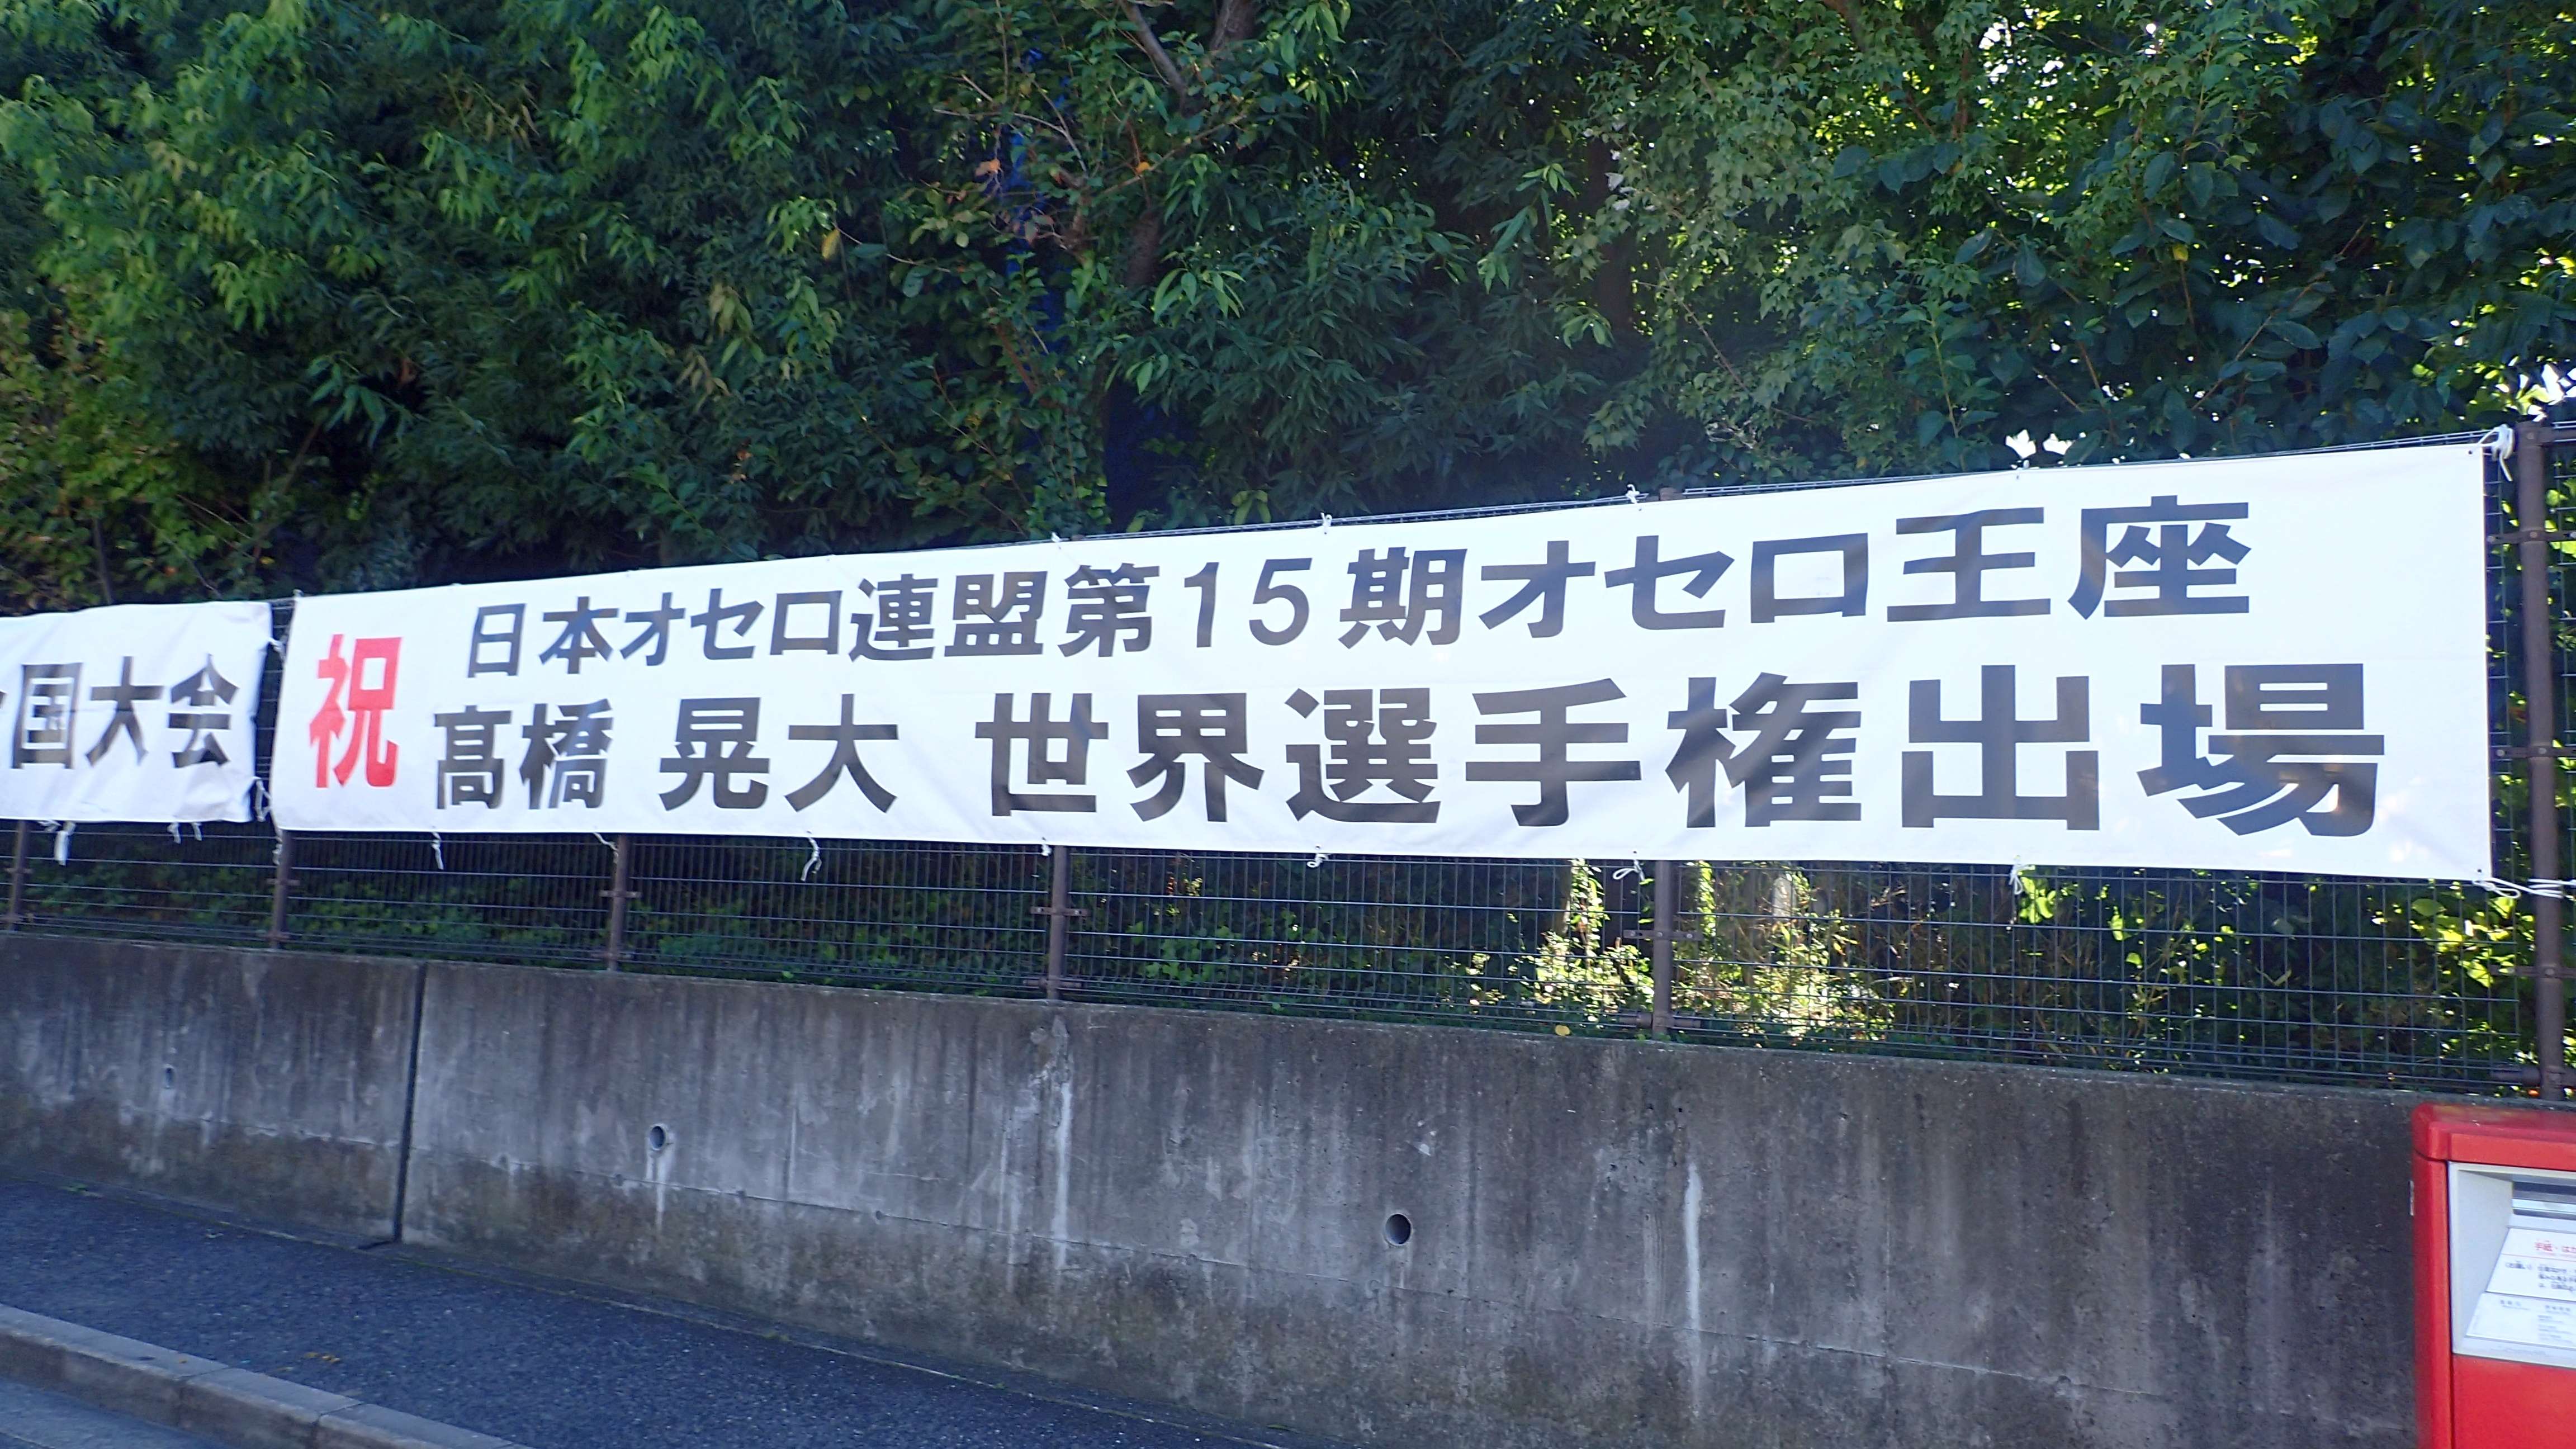 国大会
祝
日本オセロ連盟第15期オセロ王座
髙橋 晃大 世界選手権出場